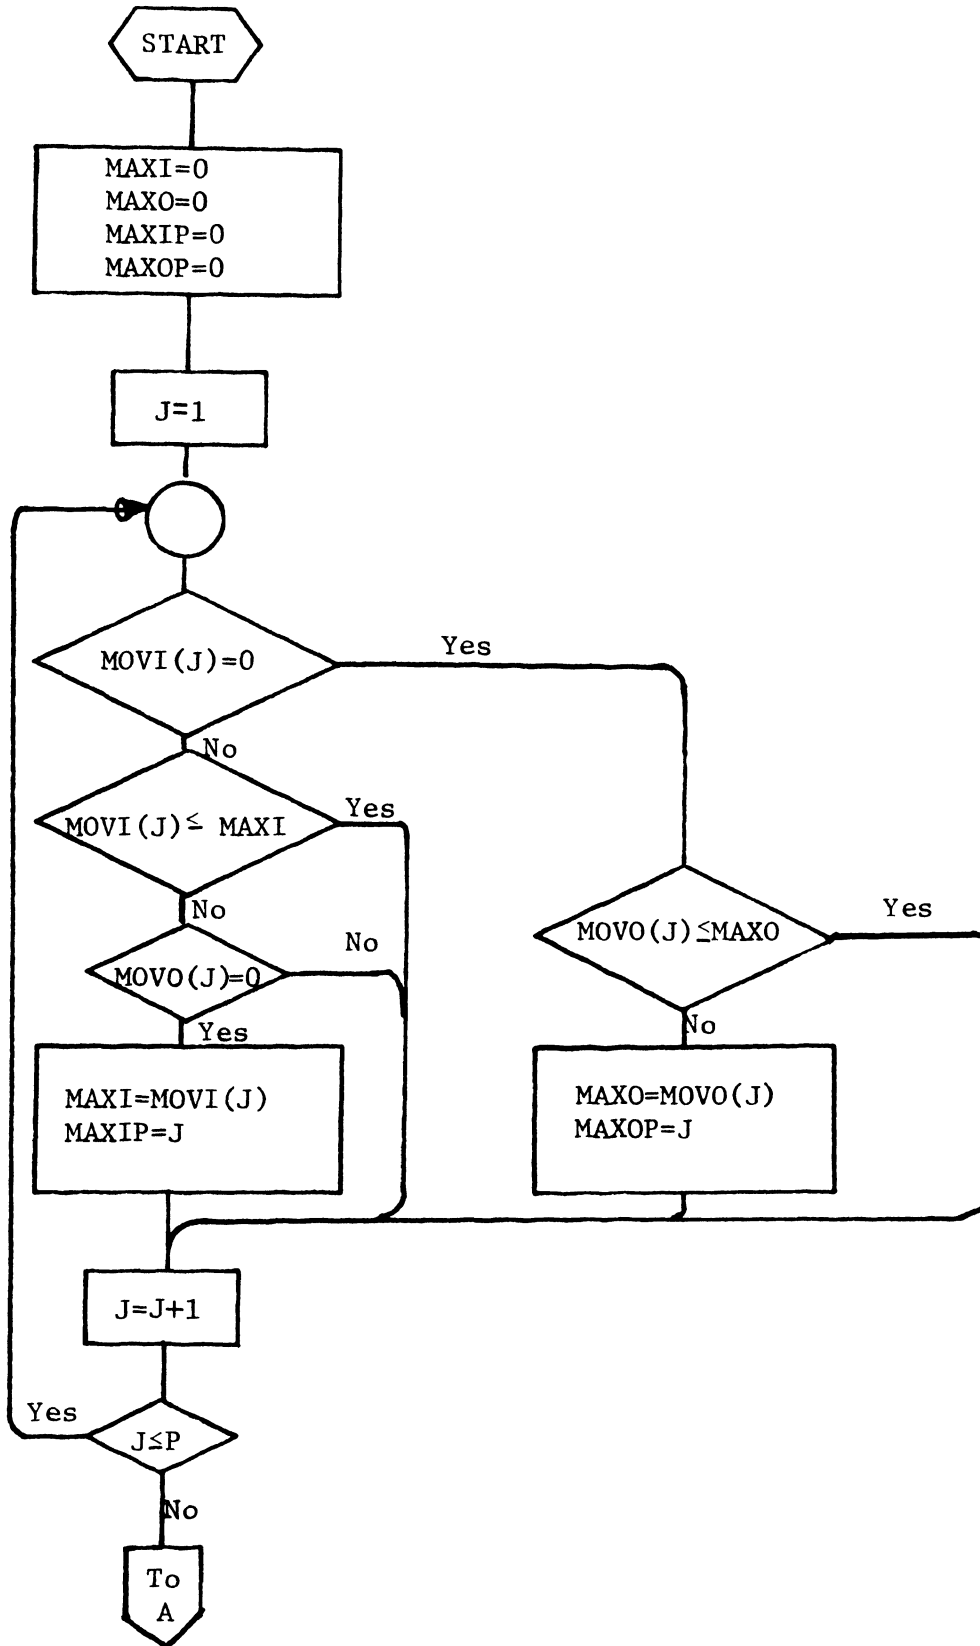 START
MAXI=0
MAXO=0
MAXIP=0
MAXOP=0
J=1
MOVI(J)=0
Yes
No
MOVI(J)≤ MAXI
Yes
No
MOVO(J)=0
No
Yes
MOVO(J)≤MAXO
Yes
No
MAXI=MOVI(J)
MAXIP=J
MAXO=MOVO(J)
MAXOP=J
J=J+1
J≤P
Yes
No
To
A